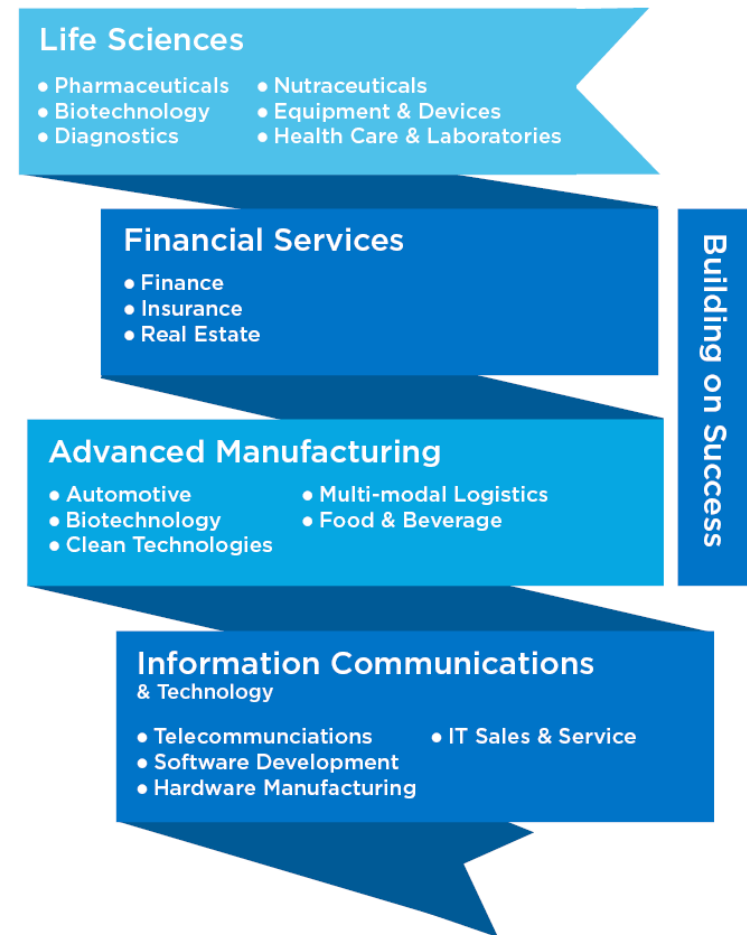 Life Sciences
• Pharmaceuticals
• Biotechnology
• Diagnostics
• Nutraceuticals
• Equipment & Devices
• Health Care & Laboratories
Financial Services
• Finance
• Insurance
• Real Estate
Building on Success
Advanced Manufacturing
• Automotive
• Biotechnology
• Clean Technologies
• Multi-modal Logistics
• Food & Beverage
Information Communications
& Technology
• Telecommunciations
• Software Development
• Hardware Manufacturing
• IT Sales & Service